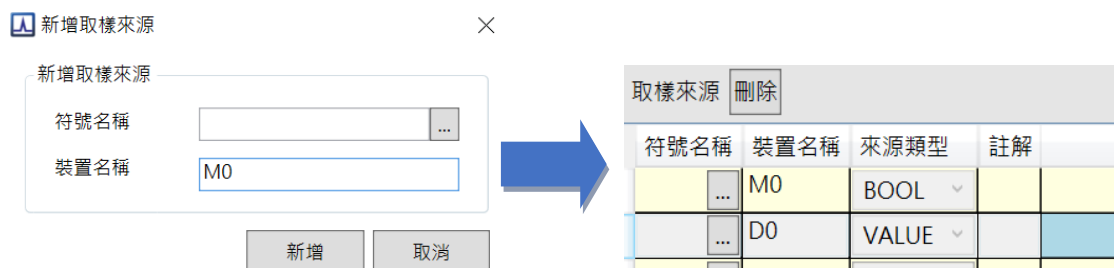 新增取樣來源
新增取樣來源
符號名稱
...
裝置名稱
M0
新增
取消
取樣來源 刪除
符號名稱 裝置名稱 來源類型 註解
... M0 BOOL
... D0 VALUE